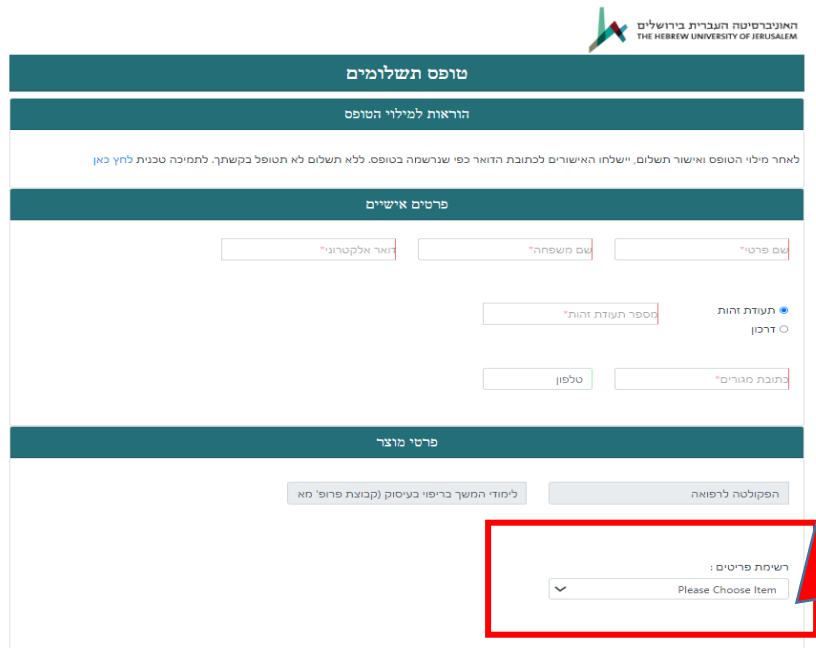 האוניברסיטה העברית בירושלים
THE HEBREW UNIVERSITY OF JERUSALEM
טופס תשלומים
הוראות למילוי הטופס
לאחר מילוי הטופס ואישור תשלום, יישלחו האישורים לכתובת הדואר כפי שנרשמה בטופס. ללא תשלום לא תטופל בקשתך. לתמיכה טכנית לחץ כאן
פרטים אישיים
שם פרטי* שם משפחה* דואר אלקטרוני*
תעודת זהות מספר תעודת זהות*
דרכון
כתובת מגורים* טלפון
פרטי מוצר
הפקולטה לרפואה לימודי המשך בריפוי בעיסוק (קבוצת פרופ' מא
רשימת פריטים :
Please Choose Item